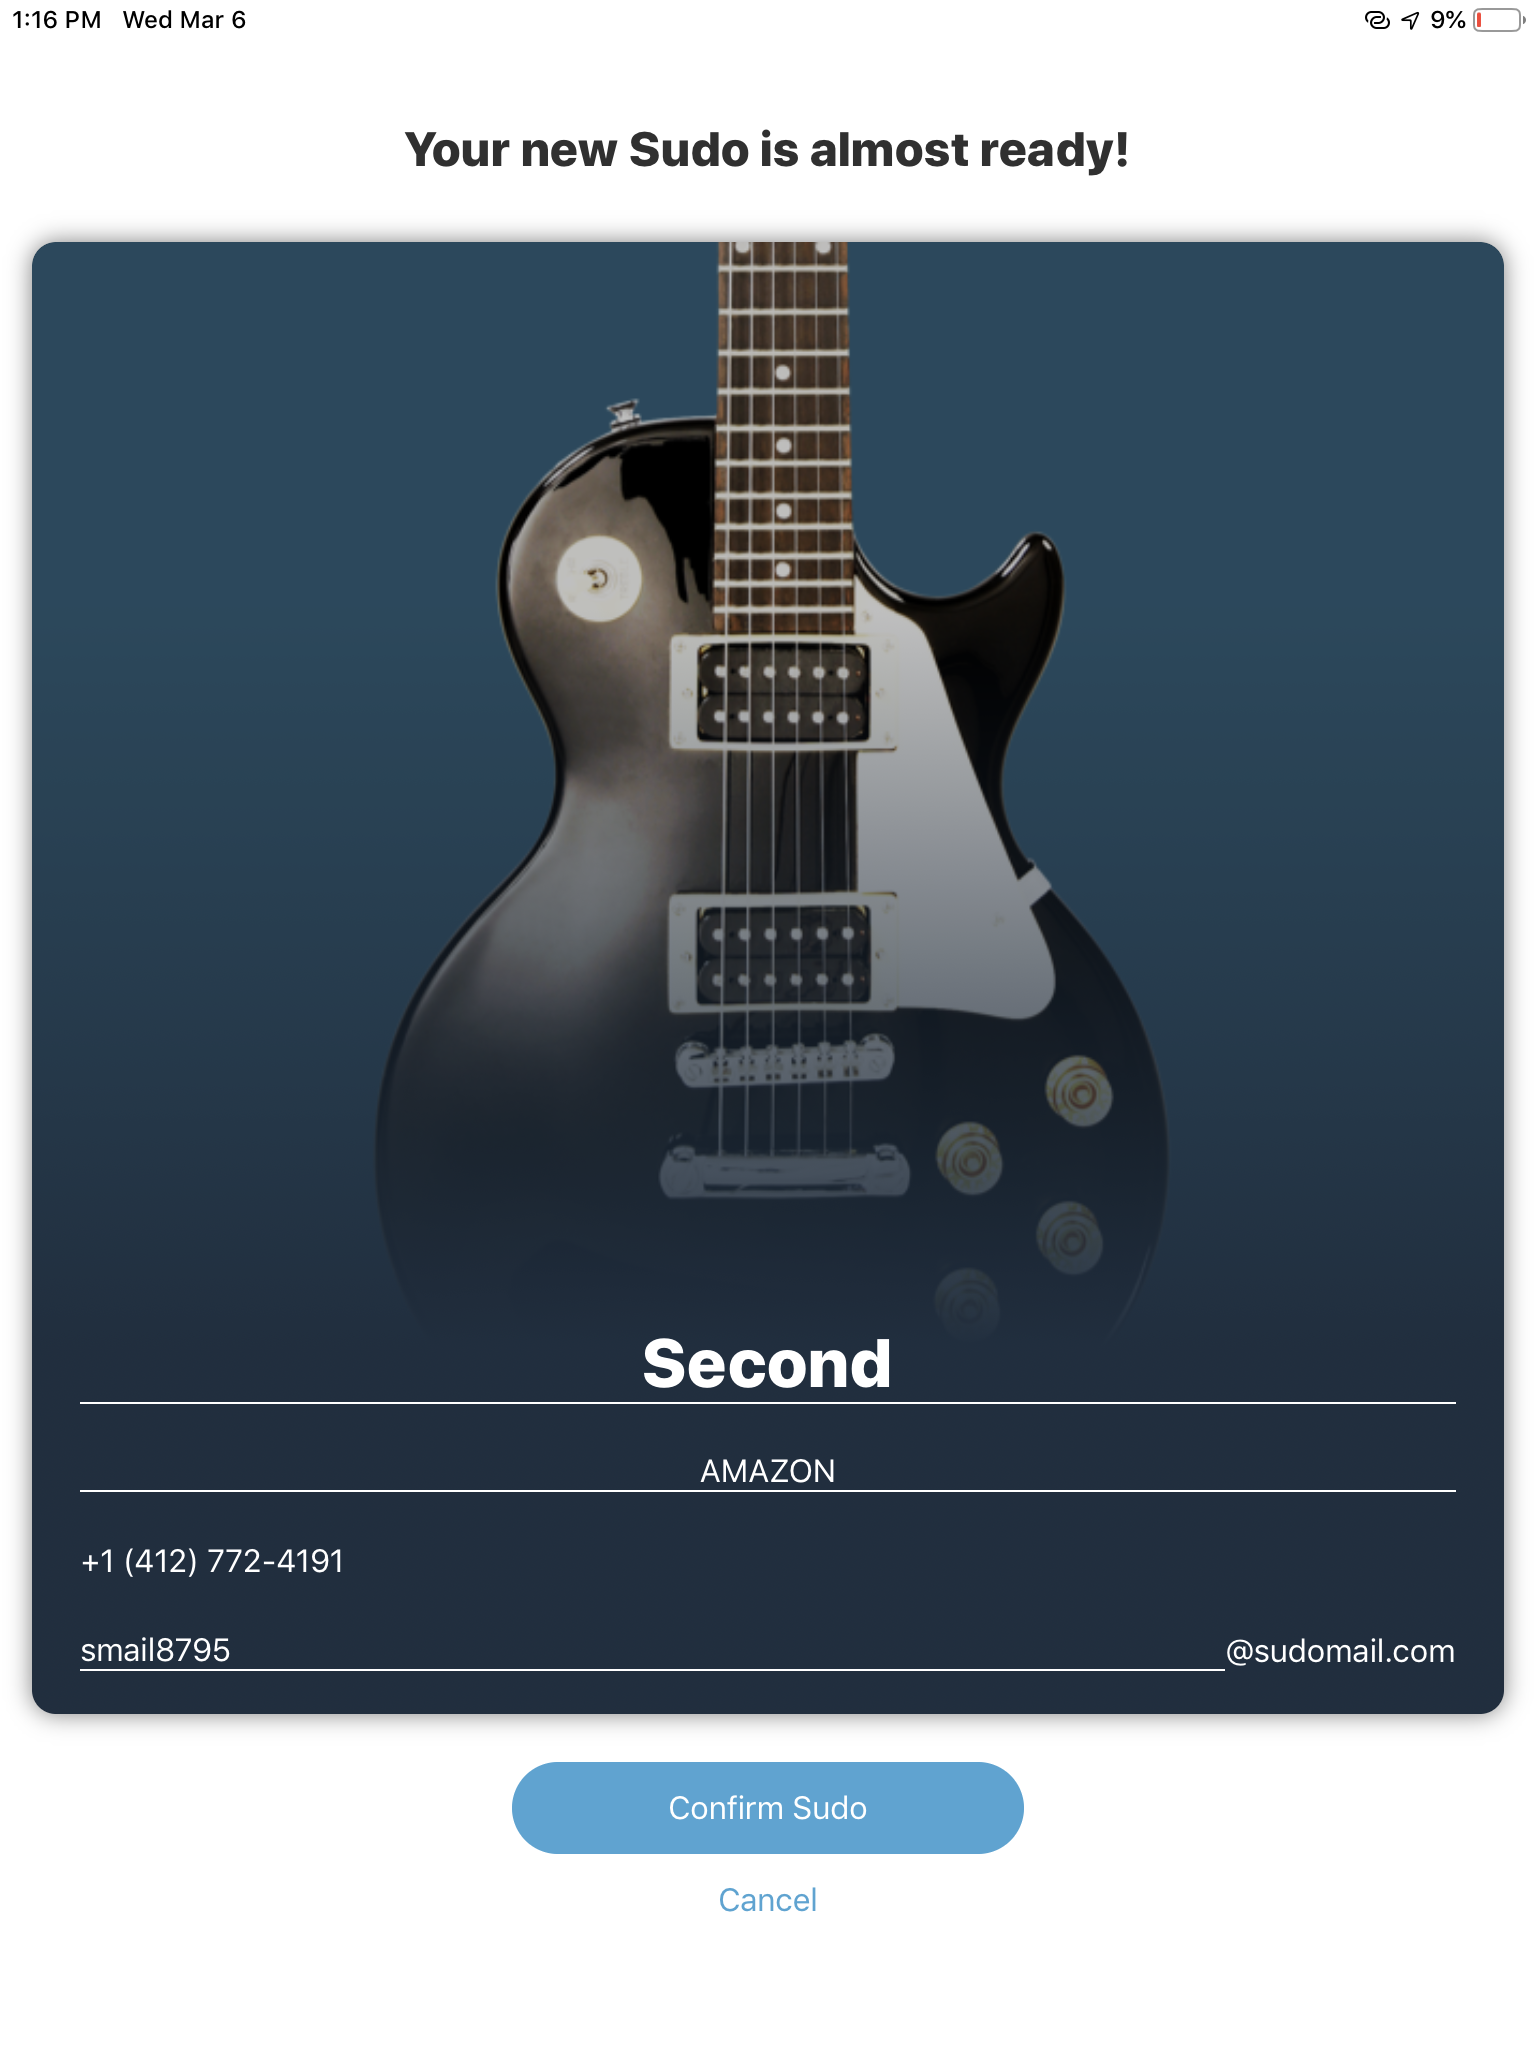 1:16 PM Wed Mar 6 9%
Your new Sudo is almost ready!
Second
AMAZON
+1 (412) 772-4191
smail8795 @sudomail.com
Confirm Sudo
Cancel